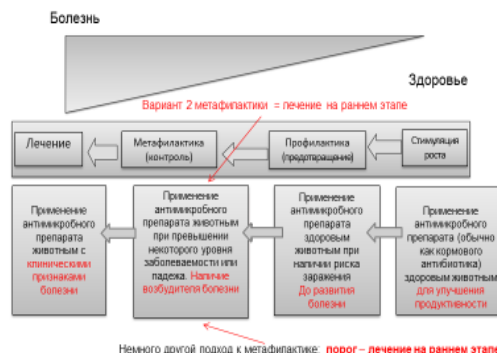 Болезнь
Здоровье
Вариант 2 метафилактики = лечение на раннем этапе
Лечение
Метафилактика
(контроль)
Профилактика
(предотвращение)
Стимуляция
роста
Применение
антимикробного
препарата
животным с
клиническими
признаками
болезни
Применение
антимикробного
препарата животным
при превышении
некоторого уровня
заболеваемости или
падежа. Наличие
возбудителя болезни
Применение
антимикробного
препарата
здоровым
животным при
наличии риска
заражения
До развития
болезни
Применение
антимикробного
препарата (обычно
как кормового
антибиотика)
здоровым животным
для улучшения
продуктивности
Немного другой подход к метафилактике: порог – лечение на раннем этапе